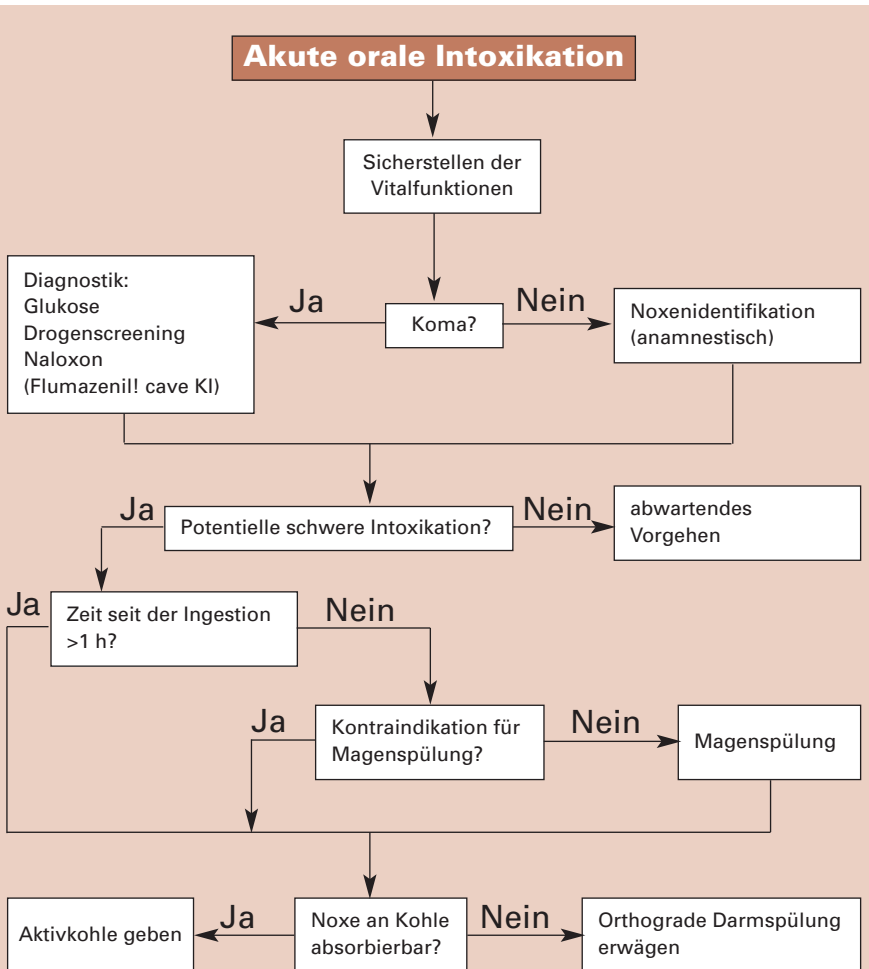 Akute orale Intoxikation
Sicherstellen der
Vitalfunktionen
Diagnostik:
Glukose
Drogenscreening
Naloxon
(Flumazenil! cave KI)
Ja
Koma?
Nein
Noxenidentifikation
(anamnestisch)
Ja
Potentielle schwere Intoxikation?
Nein
abwartendes
Vorgehen
Ja
Zeit seit der Ingestion
>1 h?
Nein
Ja
Kontraindikation für
Magenspülung?
Nein
Magenspülung
Aktivkohle geben
Ja
Noxe an Kohle
absorbierbar?
Nein
Orthograde Darmspülung
erwägen